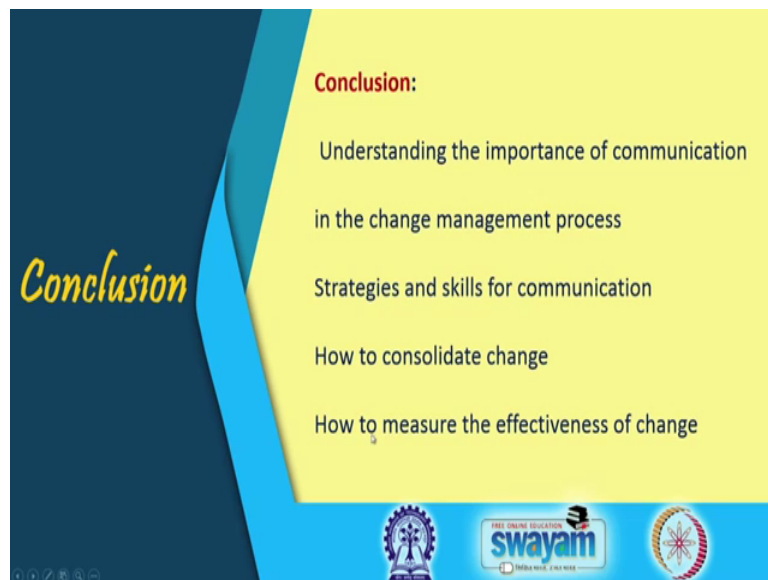 Conclusion
Conclusion:
Understanding the importance of communication
in the change management process
Strategies and skills for communication
How to consolidate change
How to measure the effectiveness of change
FREE ONLINE EDUCATION
swayam